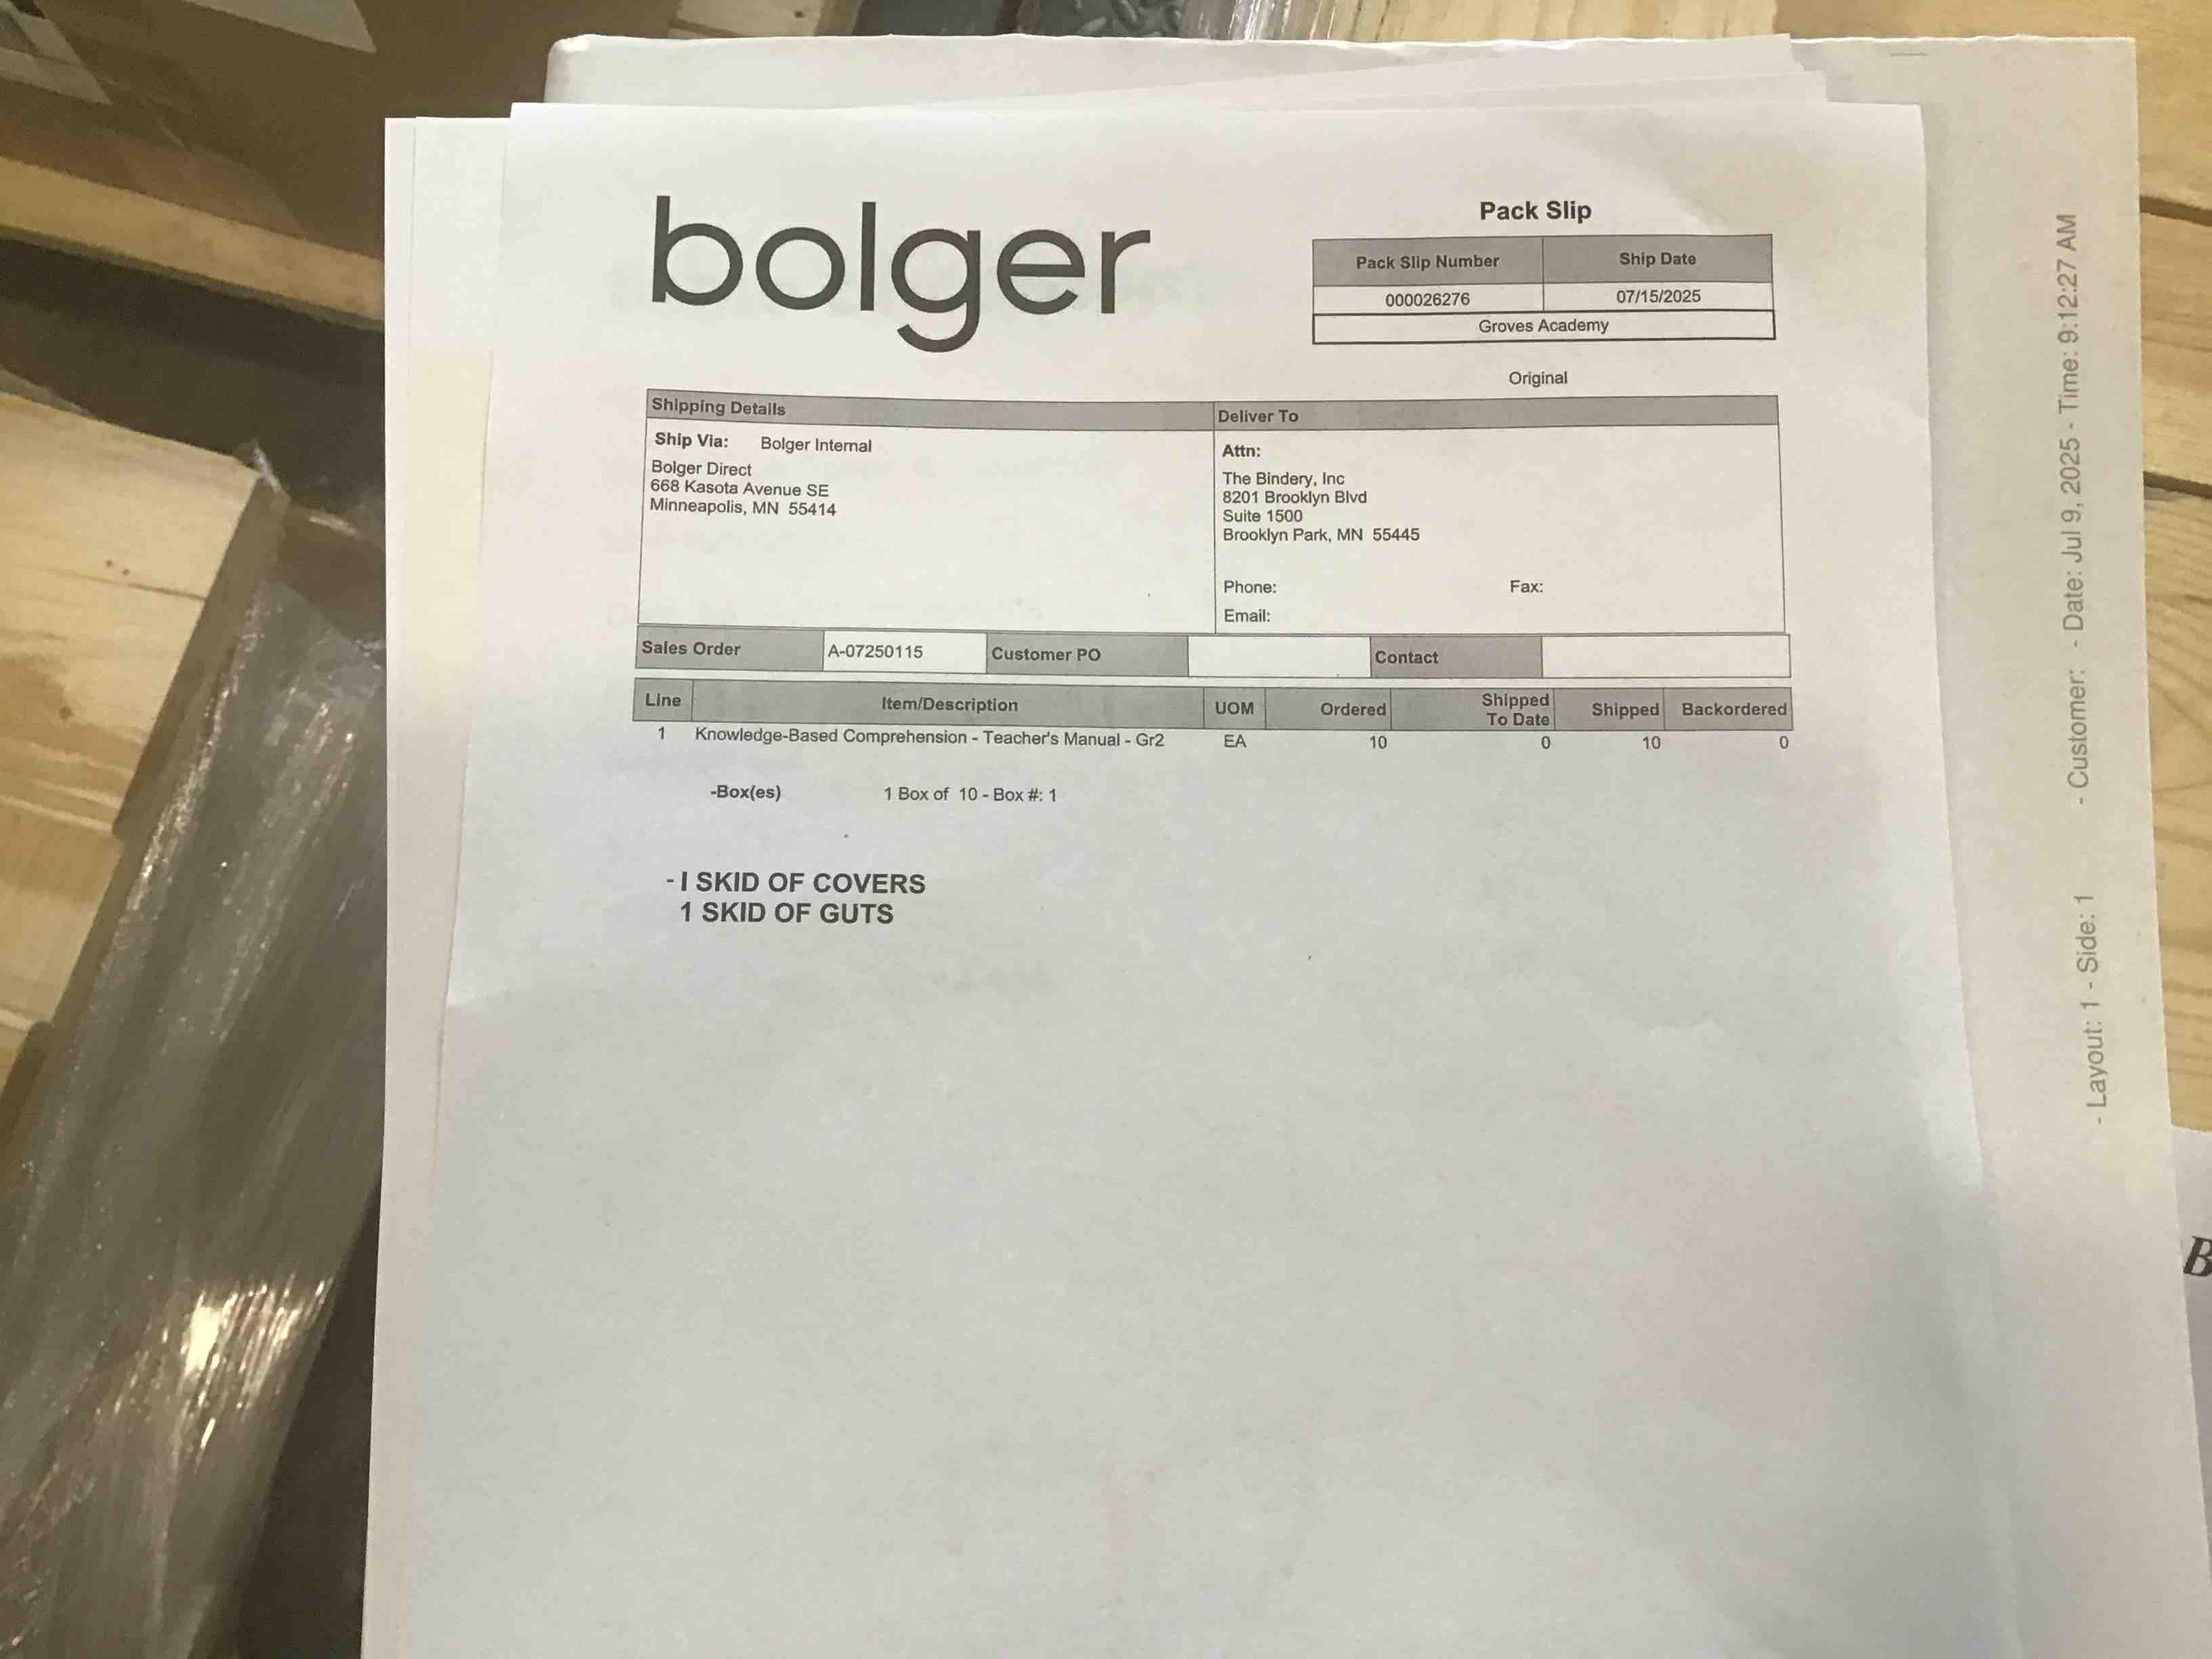 bolger
Pack Slip
Pack Slip Number Ship Date
000026276 07/15/2025
Groves Academy
Original
Shipping Details Deliver To
Ship Via: Bolger Internal
Bolger Direct
668 Kasota Avenue SE
Minneapolis, MN 55414
Attn:
The Bindery, Inc
8201 Brooklyn Blvd
Suite 1500
Brooklyn Park, MN 55445
Phone: Fax:
Email:
Sales Order A-07250115 Customer PO Contact
Line Item/Description UOM Ordered Shipped To Date Shipped Backordered
1 Knowledge-Based Comprehension - Teacher's Manual - Gr2 EA 10 0 10 0
-Box(es) 1 Box of 10 - Box #: 1
- I SKID OF COVERS
1 SKID OF GUTS
- Layout: 1 - Side: 1 - Customer: - Date: Jul 9, 2025 - Time: 9:12:27 AM
B